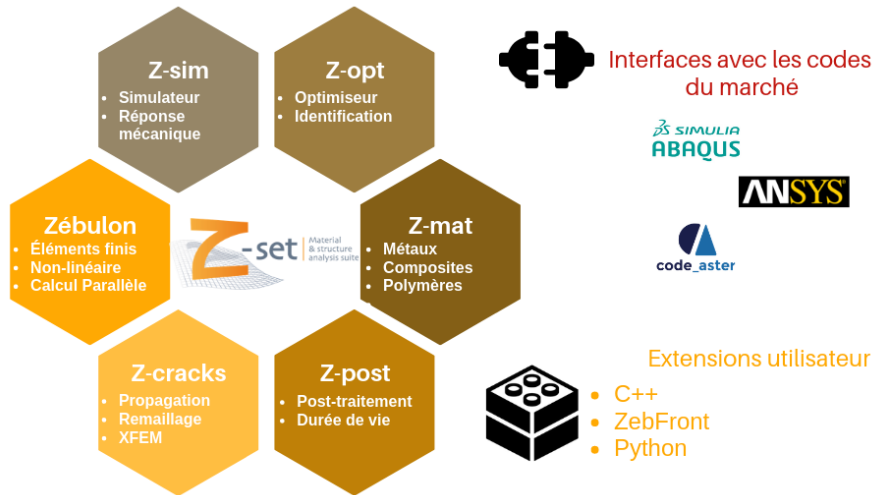 Z-sim
• Simulateur
• Réponse
mécanique
Z-opt
• Optimiseur
• Identification
Zébulon
• Éléments finis
• Non-linéaire
• Calcul Parallèle
Z-set
Material
& structure
analysis suite
Z-mat
• Métaux
• Composites
• Polymères
Z-cracks
• Propagation
• Remaillage
• XFEM
Z-post
• Post-traitement
• Durée de vie
Interfaces avec les codes
du marché
SIMULIA
ABAQUS
ANSYS®
code_aster
Extensions utilisateur
• C++
• ZebFront
• Python